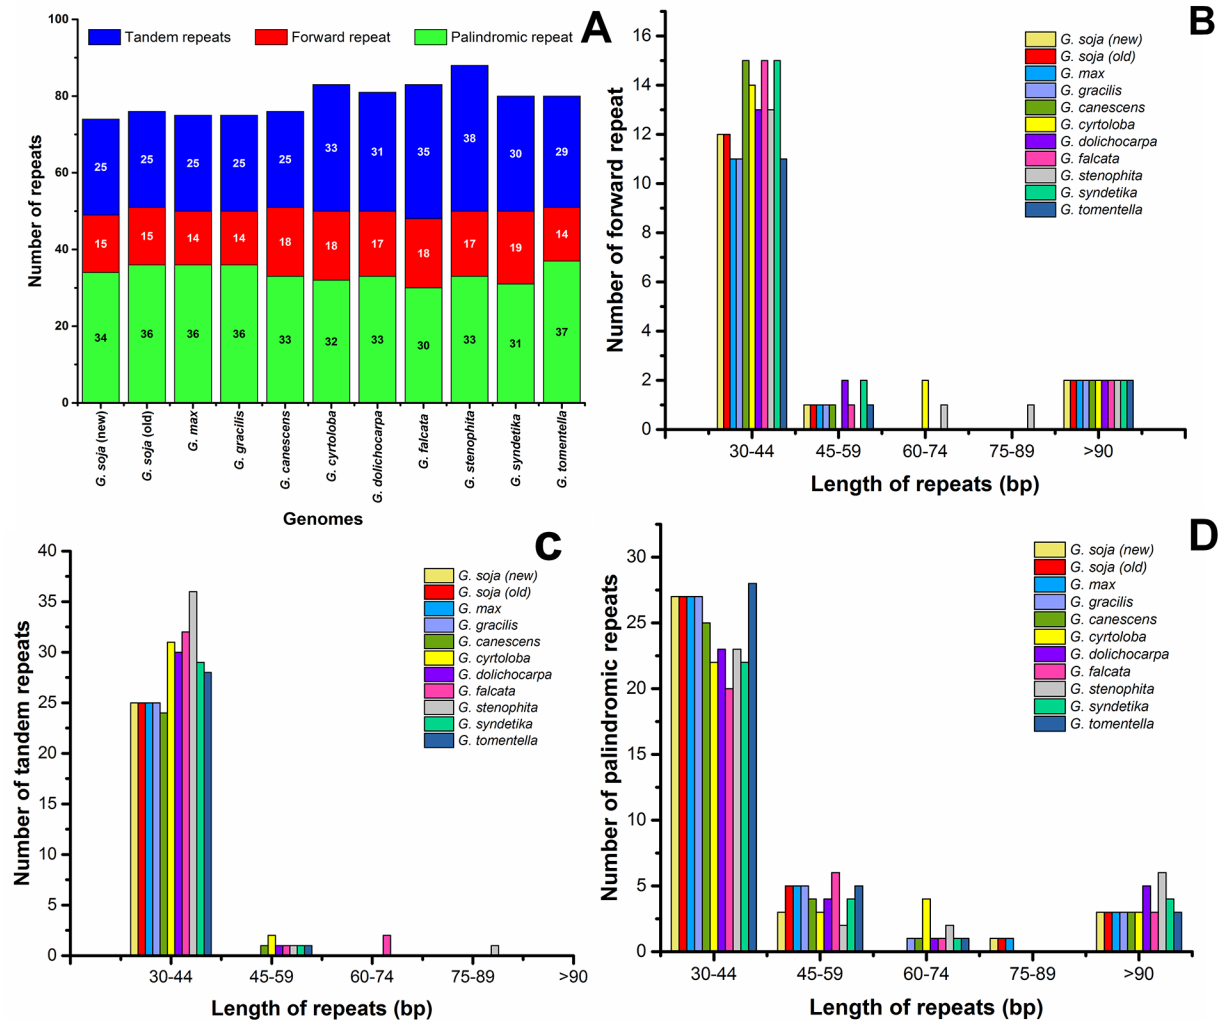 A
Tandem repeats Forward repeat Palindromic repeat
Number of repeats
100
80
60
40
20
0
25 25 25 25 25 33 31 35 38 30 29
15 15 14 14 18 18 17 18 17 19 14
34 36 36 36 33 32 33 30 33 31 37
G. soja (new)
G. soja (old)
G. max
G. gracilis
G. canescens
G. cyrtoloba
G. dolichocarpa
G. falcata
G. stenophita
G. syndetika
G. tomentella
Genomes
B
Number of forward repeat
16
14
12
10
8
6
4
2
0
G. soja (new)
G. soja (old)
G. max
G. gracilis
G. canescens
G. cyrtoloba
G. dolichocarpa
G. falcata
G. stenophita
G. syndetika
G. tomentella
30-44 45-59 60-74 75-89 >90
Length of repeats (bp)
C
Number of tandem repeats
40
35
30
25
20
15
10
5
0
G. soja (new)
G. soja (old)
G. max
G. gracilis
G. canescens
G. cyrtoloba
G. dolichocarpa
G. falcata
G. stenophita
G. syndetika
G. tomentella
30-44 45-59 60-74 75-89 >90
Length of repeats (bp)
D
Number of palindromic repeats
30
25
20
15
10
5
0
G. soja (new)
G. soja (old)
G. max
G. gracilis
G. canescens
G. cyrtoloba
G. dolichocarpa
G. falcata
G. stenophita
G. syndetika
G. tomentella
30-44 45-59 60-74 75-89 >90
Length of repeats (bp)